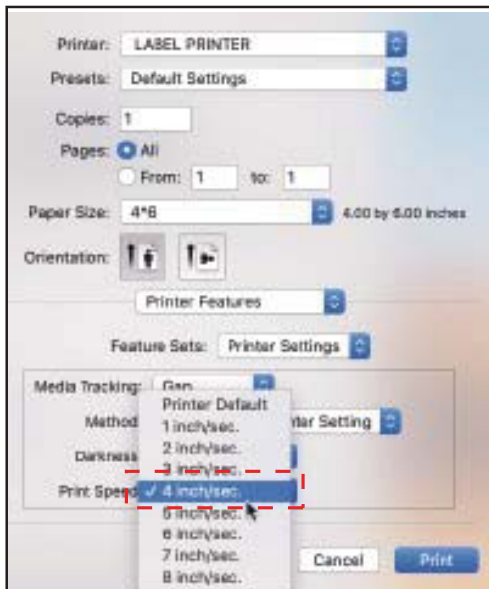 Printer: LABEL PRINTER
Presets: Default Settings
Copies: 1
Pages: All
From: 1 to: 1
Paper Size: 4*6 4.00 by 6.00 inches
Orientation:
Printer Features
Feature Sets: Printer Settings
Media Tracking: Gap
Printer Default
1 inch/sec.
Method ter Setting
2 inch/sec.
Darkness
3 inch/sec.
Print Speed ✓ 4 inch/sec.
5 inch/sec.
6 inch/sec.
7 inch/sec.
8 inch/sec.
Cancel Print